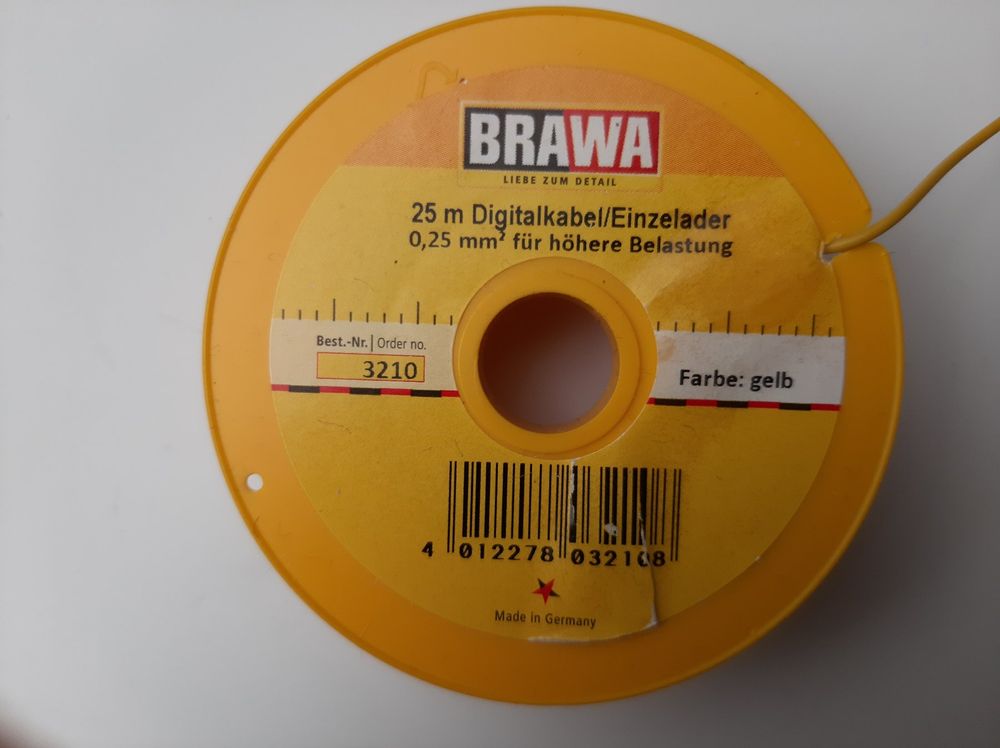 BRAWA
LIEBE ZUM DETAIL
25 m Digitalkabel/Einzelader
0,25 mm² für höhere Belastung
Best.-Nr.| Order no.
3210
Farbe: gelb
4 012278 032108
Made in Germany